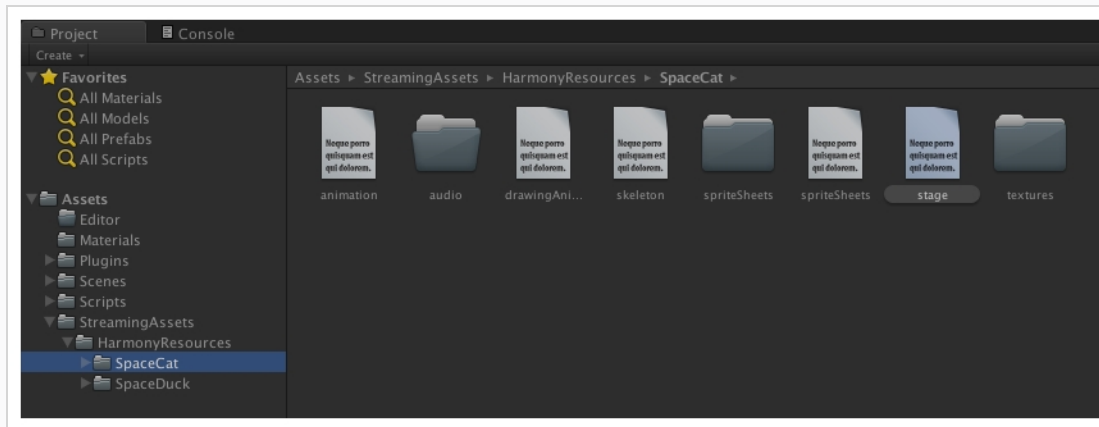 Project
Console
Create
Favorites
All Materials
All Models
All Prefabs
All Scripts
Assets
Editor
Materials
Plugins
Scenes
Scripts
StreamingAssets
HarmonyResources
SpaceCat
SpaceDuck
Assets ▸ StreamingAssets ▸ HarmonyResources ▸ SpaceCat ▸
Neque porro
quisquam est
qui dolorem,
animation
audio
Neque porro
quisquam est
qui dolorem,
drawingAni...
Neque porro
quisquam est
qui dolorem,
skeleton
spriteSheets
Neque porro
quisquam est
qui dolorem,
spriteSheets
Neque porro
quisquam est
qui dolorem,
stage
textures